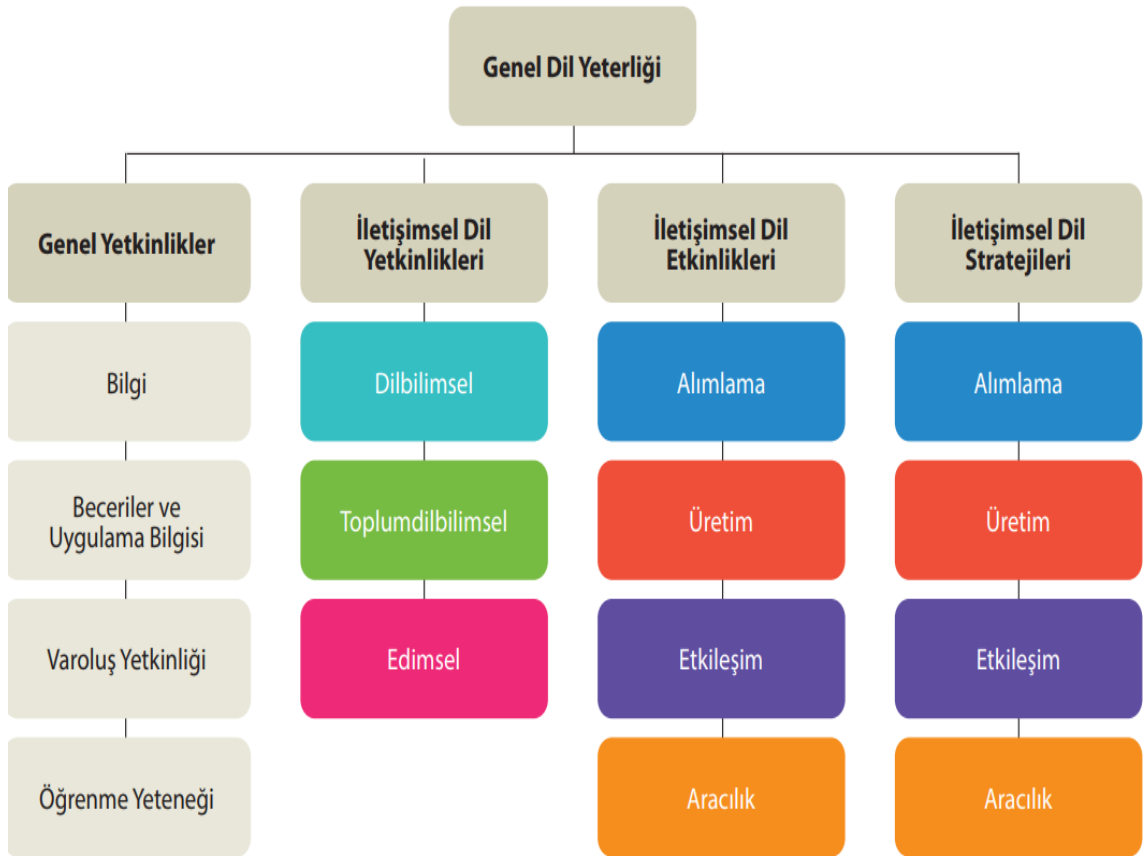 Genel Dil Yeterliği
Genel Yetkinlikler
İletişimsel Dil
Yetkinlikleri
İletişimsel Dil
Etkinlikleri
İletişimsel Dil
Stratejileri
Bilgi
Dilbilimsel
Alımlama
Alımlama
Beceriler ve
Uygulama Bilgisi
Toplumdilbilimsel
Üretim
Üretim
Varoluş Yetkinliği
Edimsel
Etkileşim
Etkileşim
Öğrenme Yeteneği
Aracılık
Aracılık